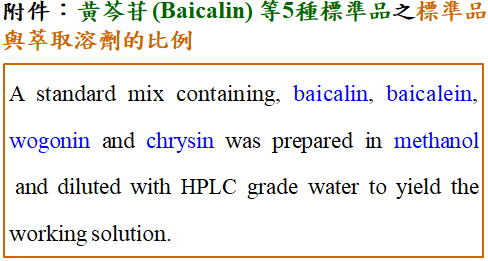 附件：黃芩苷 (Baicalin) 等5種標準品之標準品
與萃取溶劑的比例
A standard mix containing, baicalin, baicalein,
wogonin and chrysin was prepared in methanol
and diluted with HPLC grade water to yield the
working solution.